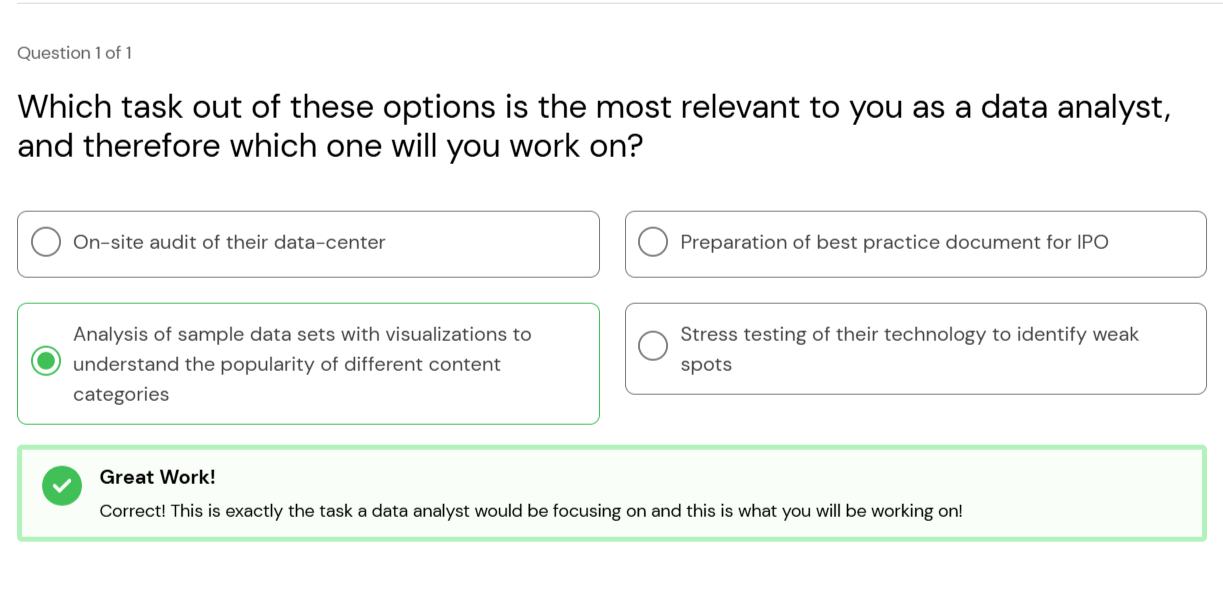 Question 1 of 1
Which task out of these options is the most relevant to you as a data analyst,
and therefore which one will you work on?
On-site audit of their data-center
Preparation of best practice document for IPO
Analysis of sample data sets with visualizations to
understand the popularity of different content
categories
Stress testing of their technology to identify weak
spots
Great Work!
Correct! This is exactly the task a data analyst would be focusing on and this is what you will be working on!